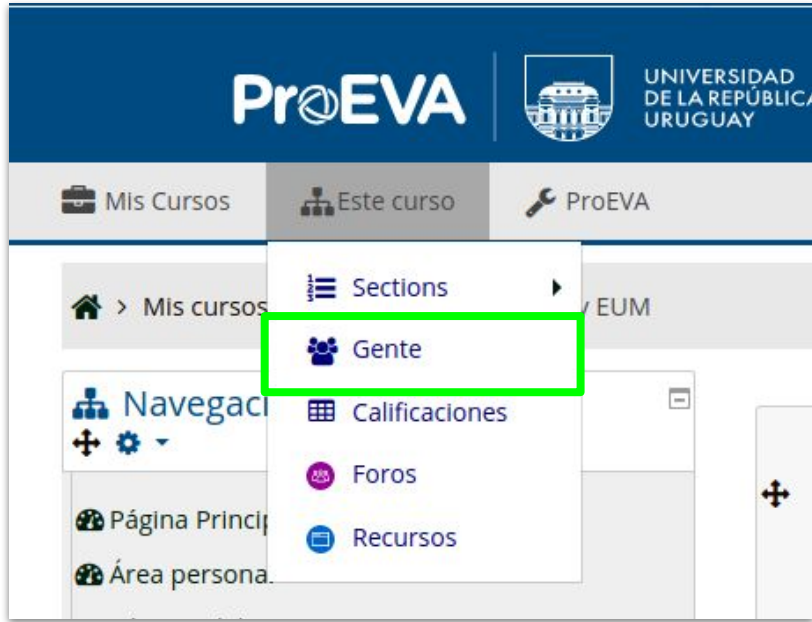 ProEVA
UNIVERSIDAD
DE LA REPÚBLICA
URUGUAY
Mis Cursos
Este curso
ProEVA
Sections
> Mis cursos
EUM
Gente
Navegaci
Calificaciones
Foros
Página Princip
Recursos
Área persona